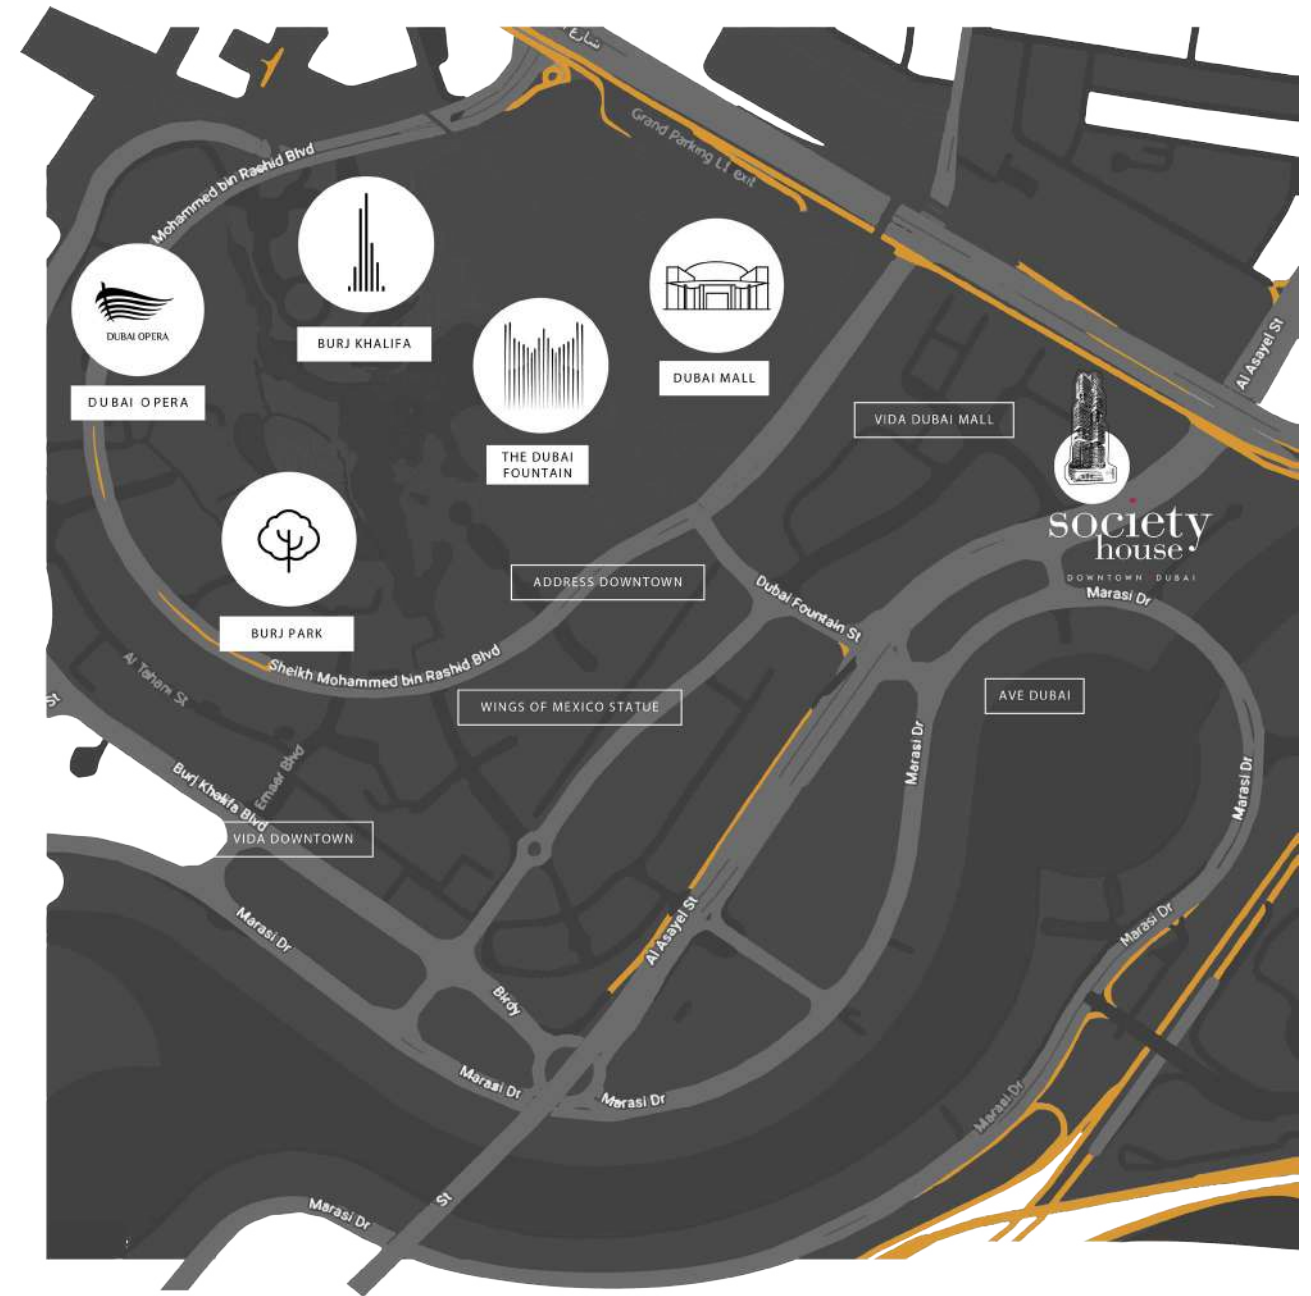 شارع
Grand Parking L1 exit
Mohammed bin Rashid Blvd
DUBAI OPERA
DUBAI OPERA
BURJ KHALIFA
THE DUBAI
FOUNTAIN
DUBAI MALL
VIDA DUBAI MALL
Al Asayel St
society
house
DOWNTOWN DUBAI
Marasi Dr
ADDRESS DOWNTOWN
Dubai Fountain St
BURJ PARK
Sheikh Mohammed bin Rashid Blvd
Al Tahani St
St
WINGS OF MEXICO STATUE
AVE DUBAI
Marasi Dr
Marasi Dr
Burj Khalifa Blvd
Emaar Blvd
VIDA DOWNTOWN
Marasi Dr
Al Asayel St
Marasi Dr
Birdy
Marasi Dr
Marasi Dr
Marasi Dr
Marasi Dr
St